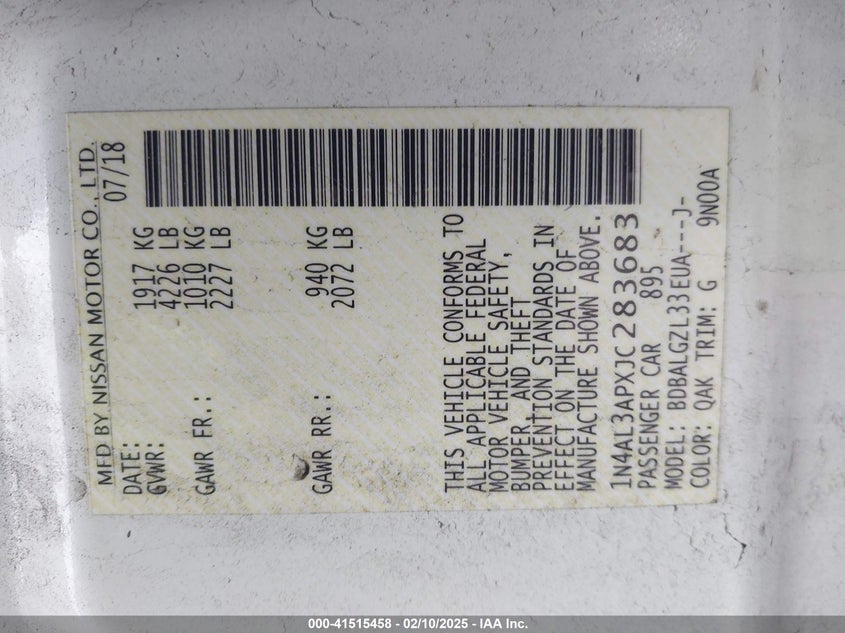 MFD BY NISSAN MOTOR CO., LTD.
DATE: 07/18
GVWR: 1917 KG
4226 LB
GAWR FR.: 1010 KG
2227 LB
GAWR RR.: 940 KG
2072 LB
THIS VEHICLE CONFORMS TO
ALL APPLICABLE FEDERAL
MOTOR VEHICLE SAFETY,
BUMPER, AND THEFT
PREVENTION STANDARDS IN
EFFECT ON THE DATE OF
MANUFACTURE SHOWN ABOVE.
1N4AL3APXJC283683
PASSENGER CAR 895
MODEL: BDBALGZL33EUA---J-
COLOR: QAK TRIM: G 9N00A
000-41515458 - 02/10/2025 - IAA Inc.